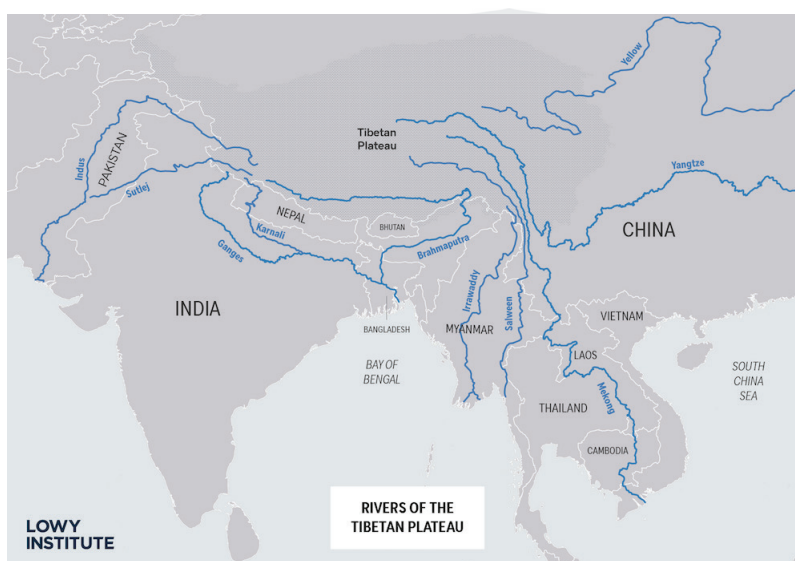 Yellow
Tibetan
Plateau
Indus
PAKISTAN
Sutlej
Yangtze
NEPAL
BHUTAN
CHINA
Karnali
Ganges
Brahmaputra
INDIA
Irrawaddy
Salween
VIETNAM
BANGLADESH
MYANMAR
LAOS
BAY OF
BENGAL
SOUTH
CHINA
SEA
THAILAND
Mekong
CAMBODIA
RIVERS OF THE
TIBETAN PLATEAU
LOWY
INSTITUTE